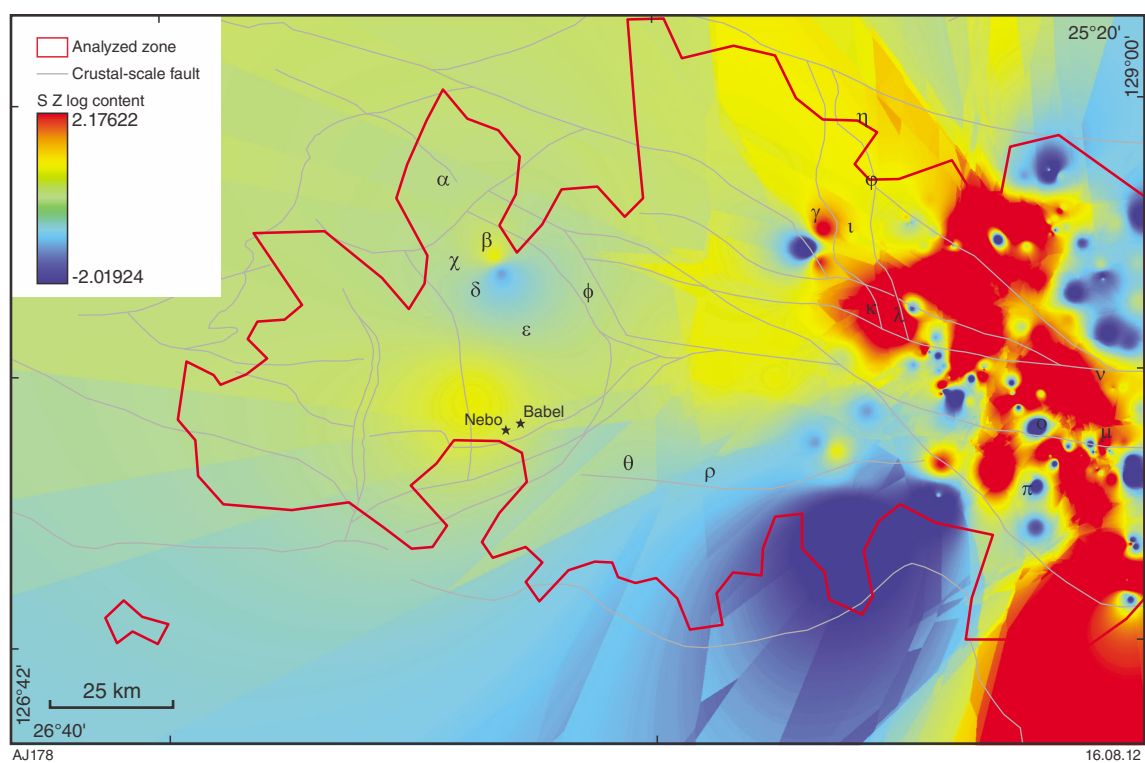 25°20'
129°00'
Analyzed zone
Crustal-scale fault
S Z log content
2.17622
-2.01924
η
α
φ
γ
ι
β
χ
δ
ϕ
ε
κ
λ
ν
Nebo
Babel
ο
μ
θ
ρ
π
25 km
126°42'
26°40'
AJ178
16.08.12